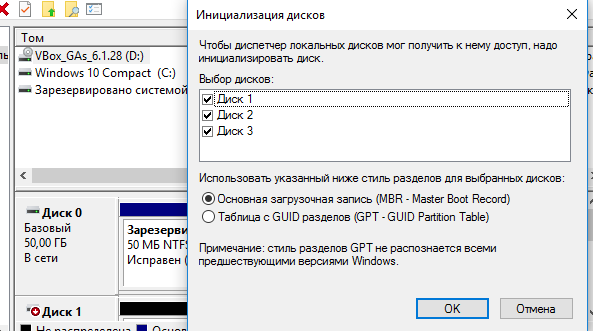 Инициализация дисков
Том
VBox_GAs_6.1.28 (D:)
Windows 10 Compact (C:)
Зарезервировано системой
Чтобы диспетчер локальных дисков мог получить к нему доступ, надо
инициализировать диск.
Выбор дисков:
Диск 1
Диск 2
Диск 3
Использовать указанный ниже стиль разделов для выбранных дисков:
Основная загрузочная запись (MBR - Master Boot Record)
Таблица с GUID разделов (GPT - GUID Partition Table)
Примечание: стиль разделов GPT не распознается всеми
предшествующими версиями Windows.
OK
Отмена
Диск 0
Базовый
50,00 ГБ
В сети
Зарезерви
50 МБ NTFS
Исправен (
Диск 1
Не распределена
Основ